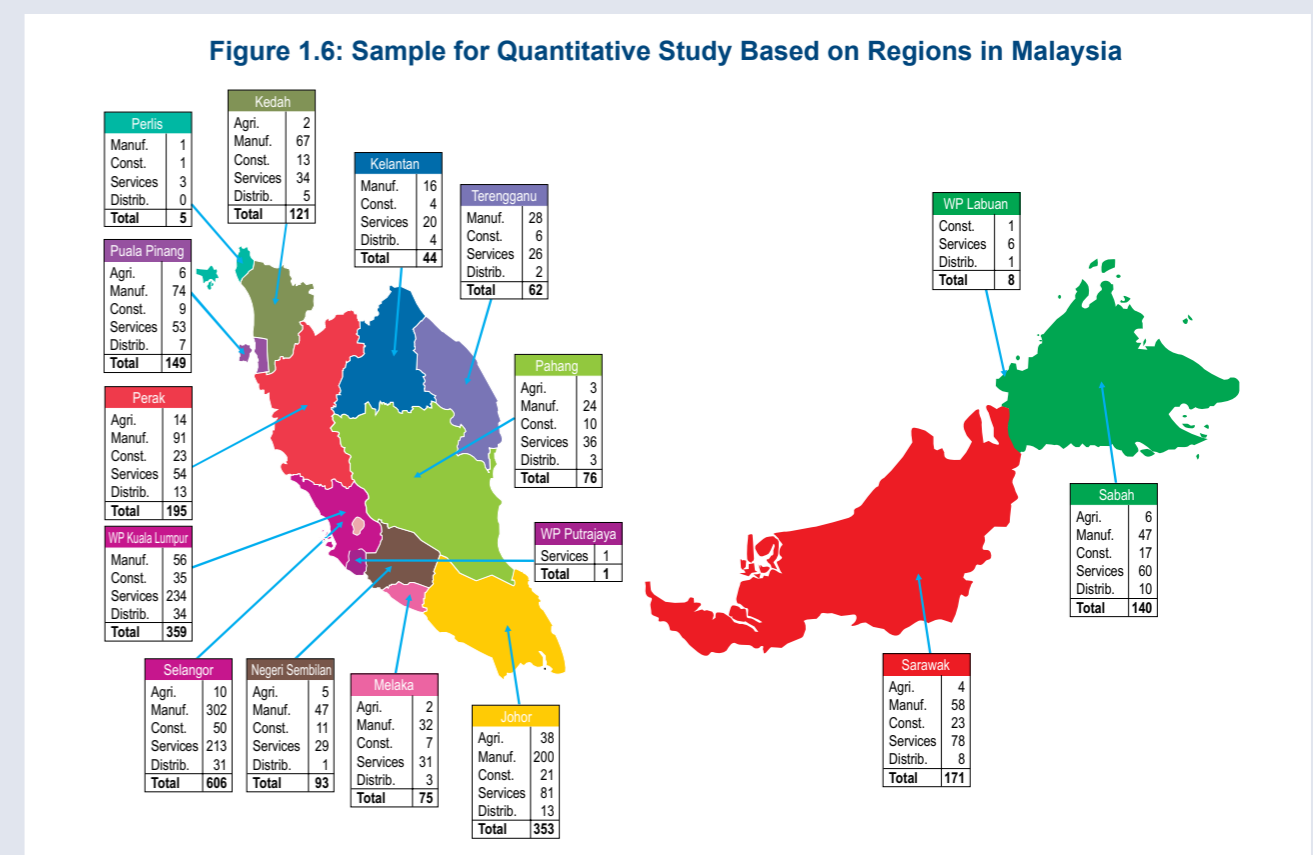 Figure 1.6: Sample for Quantitative Study Based on Regions in Malaysia
Perlis
Manuf. 1
Const. 1
Services 3
Distrib. 0
Total 5
Kedah
Agri. 2
Manuf. 67
Const. 13
Services 34
Distrib. 5
Total 121
Kelantan
Manuf. 16
Const. 4
Services 20
Distrib. 4
Total 44
Terengganu
Manuf. 28
Const. 6
Services 26
Distrib. 2
Total 62
WP Labuan
Const. 1
Services 6
Distrib. 1
Total 8
Puala Pinang
Agri. 6
Manuf. 74
Const. 9
Services 53
Distrib. 7
Total 149
Pahang
Agri. 3
Manuf. 24
Const. 10
Services 36
Distrib. 3
Total 76
Perak
Agri. 14
Manuf. 91
Const. 23
Services 54
Distrib. 13
Total 195
Sabah
Agri. 6
Manuf. 47
Const. 17
Services 60
Distrib. 10
Total 140
WP Kuala Lumpur
Manuf. 56
Const. 35
Services 234
Distrib. 34
Total 359
WP Putrajaya
Services 1
Total 1
Selangor
Agri. 10
Manuf. 302
Const. 50
Services 213
Distrib. 31
Total 606
Negeri Sembilan
Agri. 5
Manuf. 47
Const. 11
Services 29
Distrib. 1
Total 93
Melaka
Agri. 2
Manuf. 32
Const. 7
Services 31
Distrib. 3
Total 75
Johor
Agri. 38
Manuf. 200
Const. 21
Services 81
Distrib. 13
Total 353
Sarawak
Agri. 4
Manuf. 58
Const. 23
Services 78
Distrib. 8
Total 171